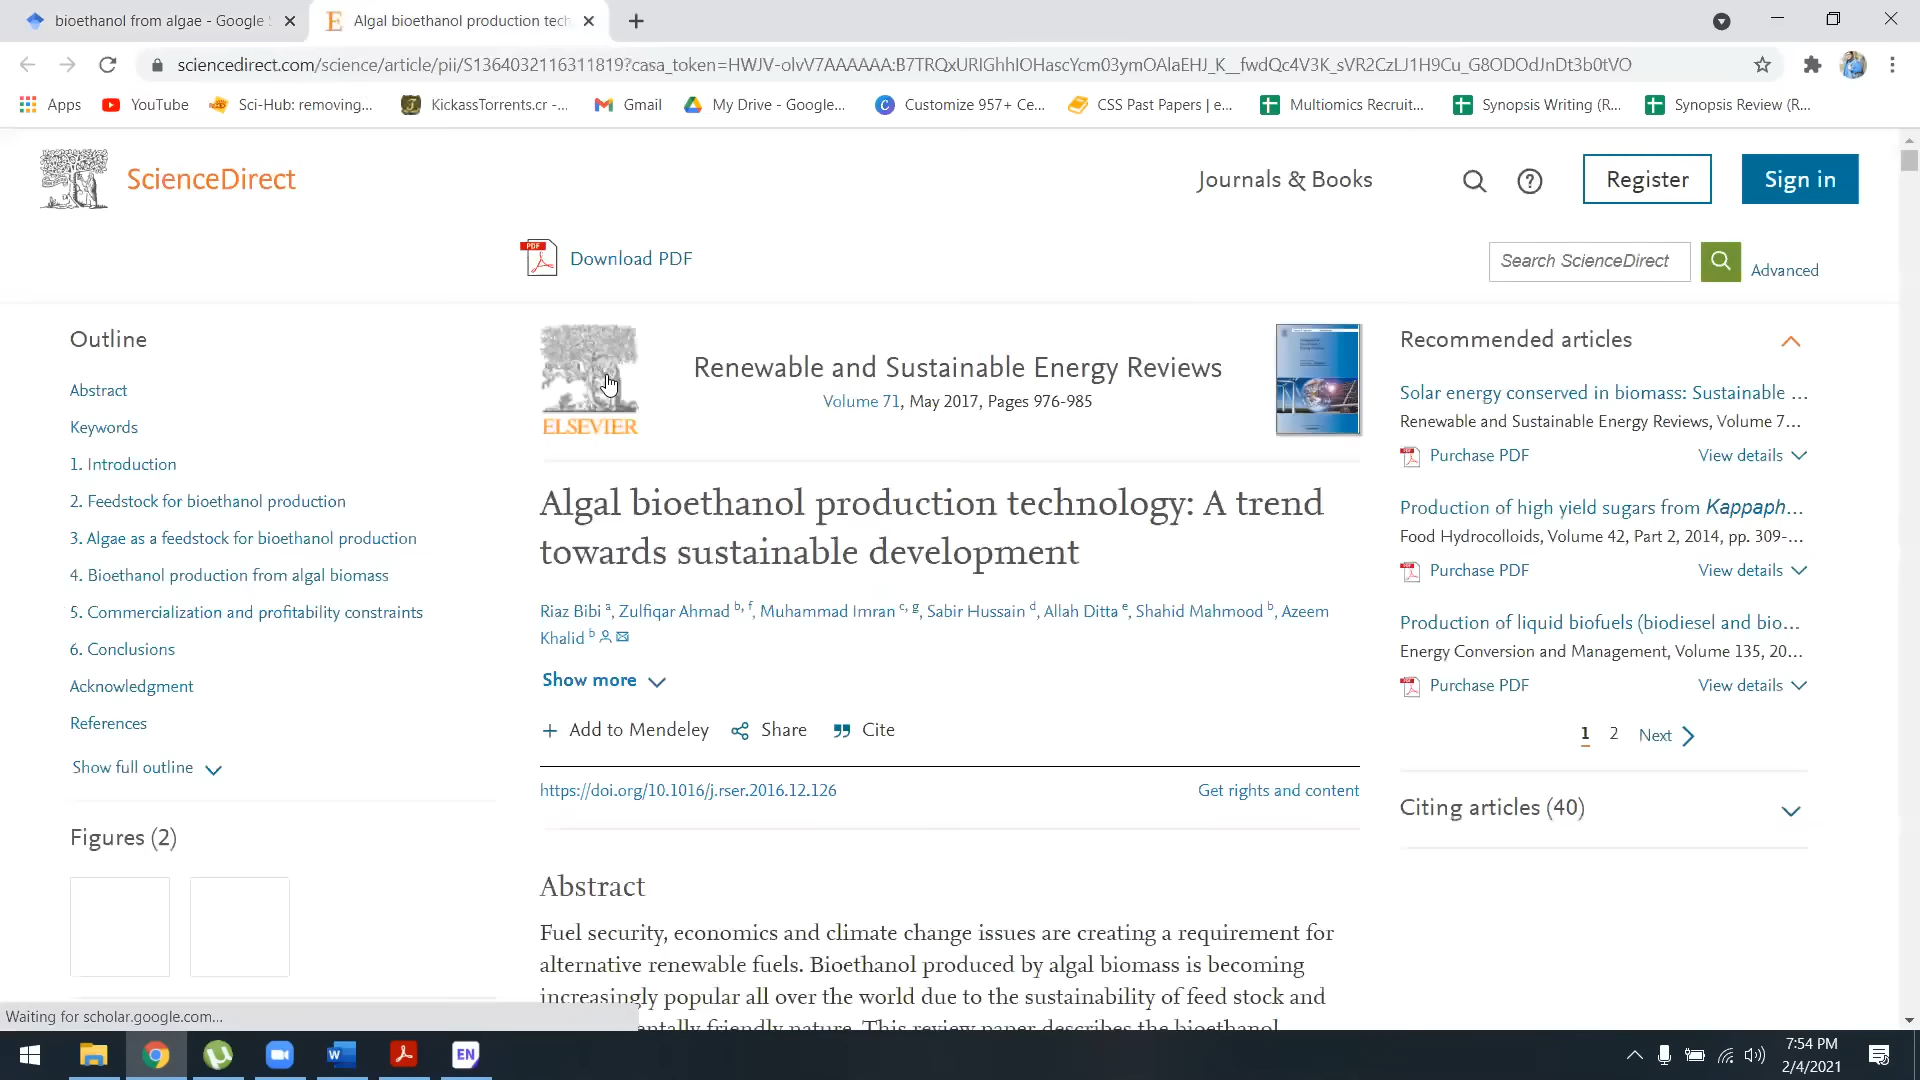 bioethanol from algae - Google
Algal bioethanol production tech
sciencedirect.com/science/article/pii/S1364032116311819?casa_token=HWJV-olvV7AAAAAA:B7TRQxURIGhhIOHascYcm03ymOAlaEHJ_K__fwdQc4V3K_sVR2CzLJ1H9Cu_G8ODOdJnDt3b0tVO
Apps
YouTube
Sci-Hub: removing...
KickassTorrents.cr -...
Gmail
My Drive - Google...
Customize 957+ Ce...
CSS Past Papers | e...
Multiomics Recruit...
Synopsis Writing (R...
Synopsis Review (R...
ScienceDirect
Journals & Books
Register
Sign in
PDF
Download PDF
Search ScienceDirect
Advanced
Outline
Abstract
Keywords
1. Introduction
2. Feedstock for bioethanol production
3. Algae as a feedstock for bioethanol production
4. Bioethanol production from algal biomass
5. Commercialization and profitability constraints
6. Conclusions
Acknowledgment
References
Show full outline
Figures (2)
ELSEVIER
Renewable and Sustainable Energy Reviews
Volume 71, May 2017, Pages 976-985
Algal bioethanol production technology: A trend
towards sustainable development
Riaz Bibi a, Zulfiqar Ahmad b, f, Muhammad Imran c, g, Sabir Hussain d, Allah Ditta e, Shahid Mahmood b, Azeem
Khalid b
Show more
Add to Mendeley
Share
Cite
https://doi.org/10.1016/j.rser.2016.12.126
Get rights and content
Abstract
Fuel security, economics and climate change issues are creating a requirement for
alternative renewable fuels. Bioethanol produced by algal biomass is becoming
increasingly popular all over the world due to the sustainability of feed stock and
entally friendly nature. This review paper describes the bioethanol
Recommended articles
Solar energy conserved in biomass: Sustainable ...
Renewable and Sustainable Energy Reviews, Volume 7...
Purchase PDF
View details
Production of high yield sugars from Kappaph...
Food Hydrocolloids, Volume 42, Part 2, 2014, pp. 309-...
Purchase PDF
View details
Production of liquid biofuels (biodiesel and bio...
Energy Conversion and Management, Volume 135, 20...
Purchase PDF
View details
1 2 Next
Citing articles (40)
Waiting for scholar.google.com...
EN
7:54 PM
2/4/2021